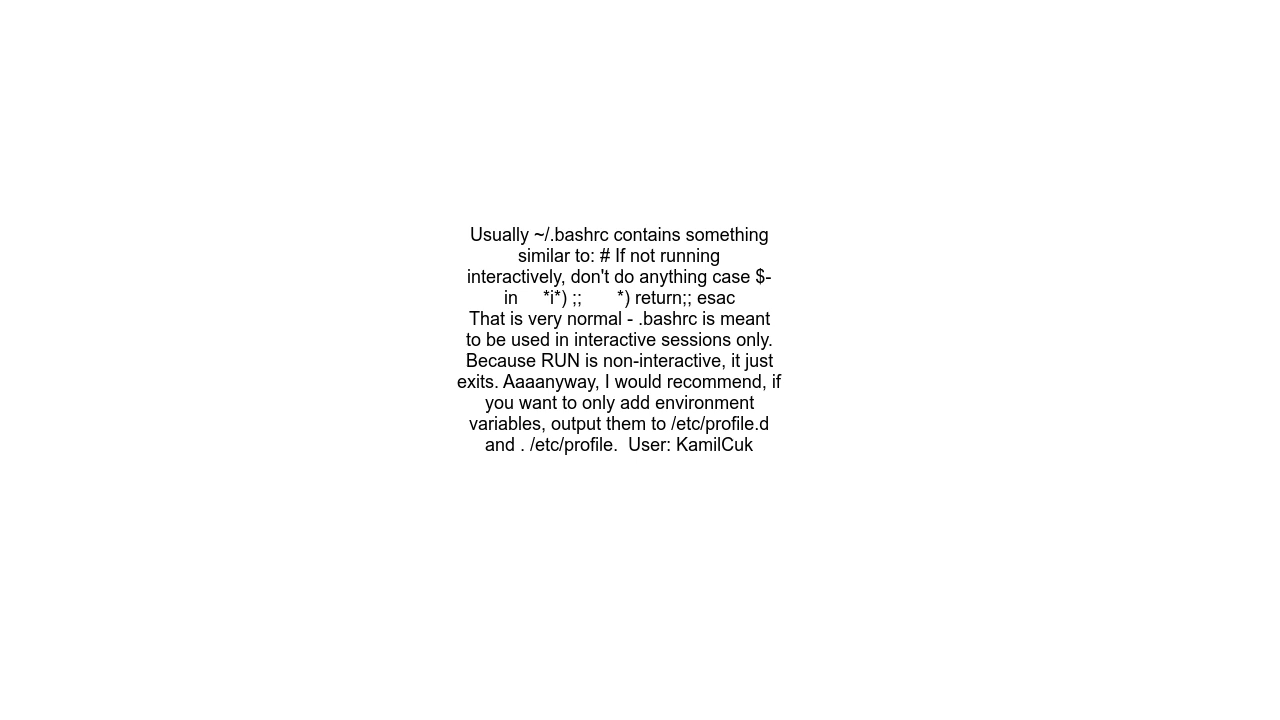 Usually ~/.bashrc contains something
similar to: # If not running
interactively, don't do anything case $-
in     *i*) ;;       *) return;; esac
That is very normal - .bashrc is meant
to be used in interactive sessions only.
Because RUN is non-interactive, it just
exits. Aaaanyway, I would recommend, if
you want to only add environment
variables, output them to /etc/profile.d
and . /etc/profile.  User: KamilCuk